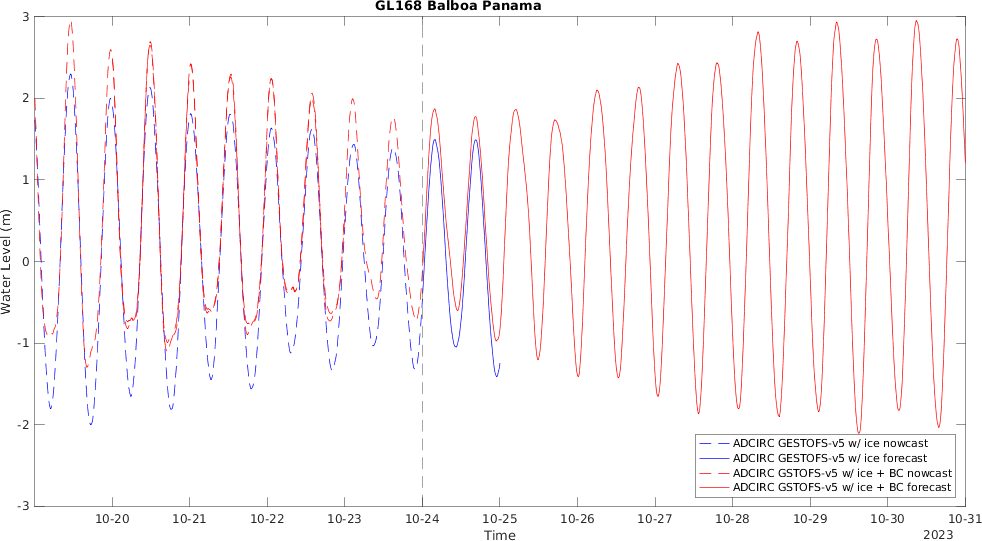 GL168 Balboa Panama
3
2
1
0
-1
-2
-3
Water Level (m)
ADCIRC GESTOFS-v5 w/ ice nowcast
ADCIRC GESTOFS-v5 w/ ice forecast
ADCIRC GSTOFS-v5 w/ ice + BC nowcast
ADCIRC GSTOFS-v5 w/ ice + BC forecast
10-20 10-21 10-22 10-23 10-24 10-25 10-26 10-27 10-28 10-29 10-30 10-31
Time
2023